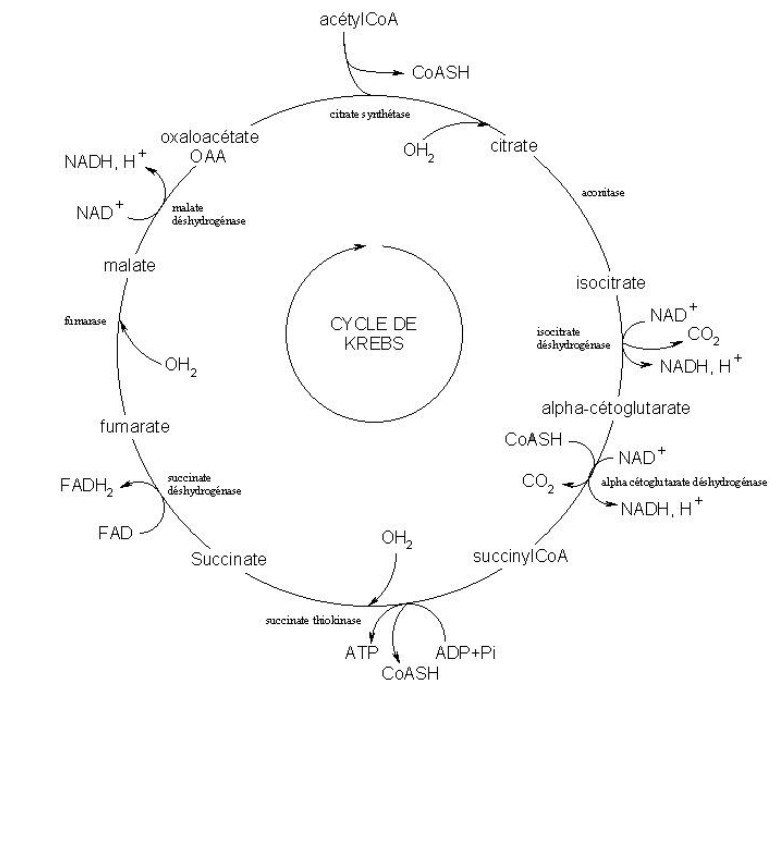 acétylCoA
CoASH
citrate synthétase
oxaloacétate
OAA
OH2
citrate
NADH, H+
NAD+
malate
déshydrogénase
aconitase
malate
isocitrate
fumarase
CYCLE DE
KREBS
isocitrate
déshydrogénase
NAD+
CO2
NADH, H+
OH2
alpha-cétoglutarate
fumarate
CoASH
NAD+
CO2
alpha cétoglutarate déshydrogénase
NADH, H+
FADH2
succinate
déshydrogénase
FAD
Succinate
OH2
succinylCoA
succinate thiokinase
ATP
ADP+Pi
CoASH